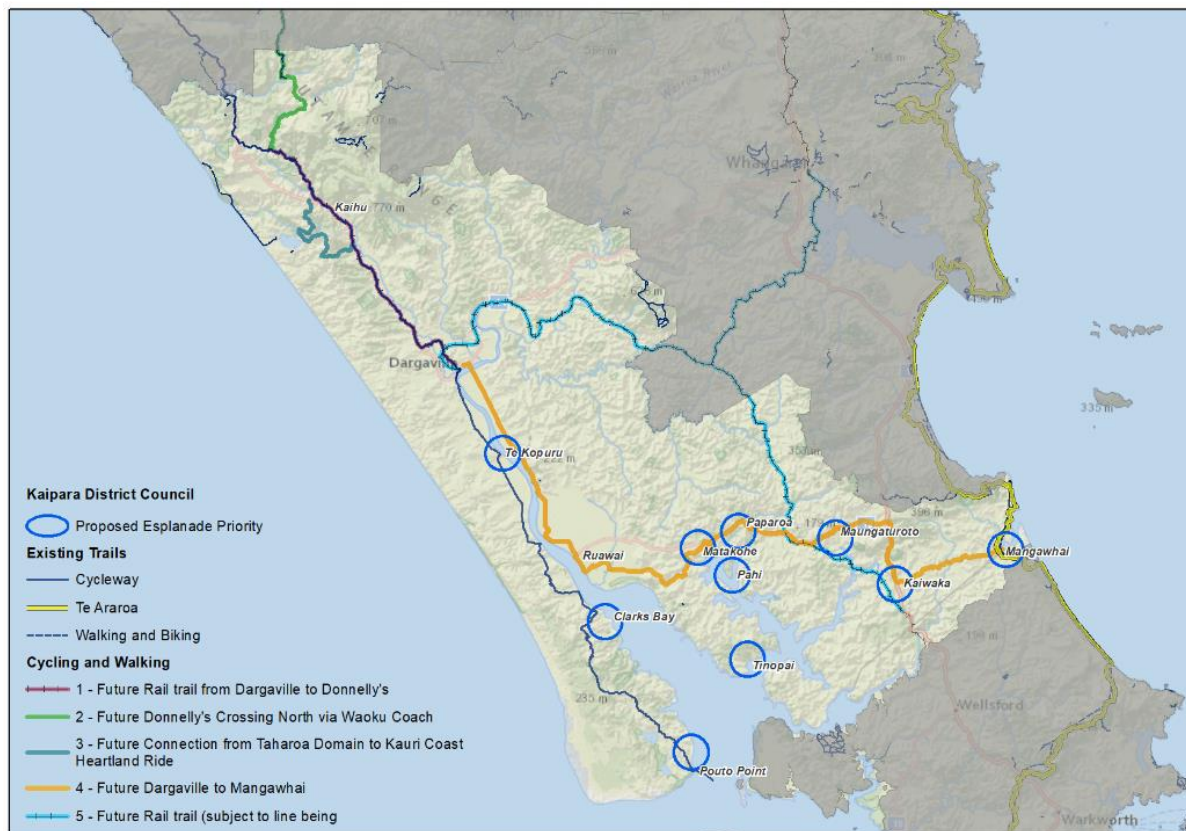 Whangarei
Kaihu
770 m
Dargaville
335 m
Te Kopuru
222 m
Kaipara District Council
Proposed Esplanade Priority
Existing Trails
Cycleway
Te Araroa
Walking and Biking
Cycling and Walking
1 - Future Rail trail from Dargaville to Donnelly's
2 - Future Donnelly's Crossing North via Waoku Coach
3 - Future Connection from Taharoa Domain to Kauri Coast
Heartland Ride
4 - Future Dargaville to Mangawhai
5 - Future Rail trail (subject to line being
396 m
Paparoa
Maungaturoto
Ruawai
Matakohe
Mangawhai
Pahi
Kaiwaka
Clarks Bay
Tinopai
235 m
Wellsford
Pouto Point
Warkworth